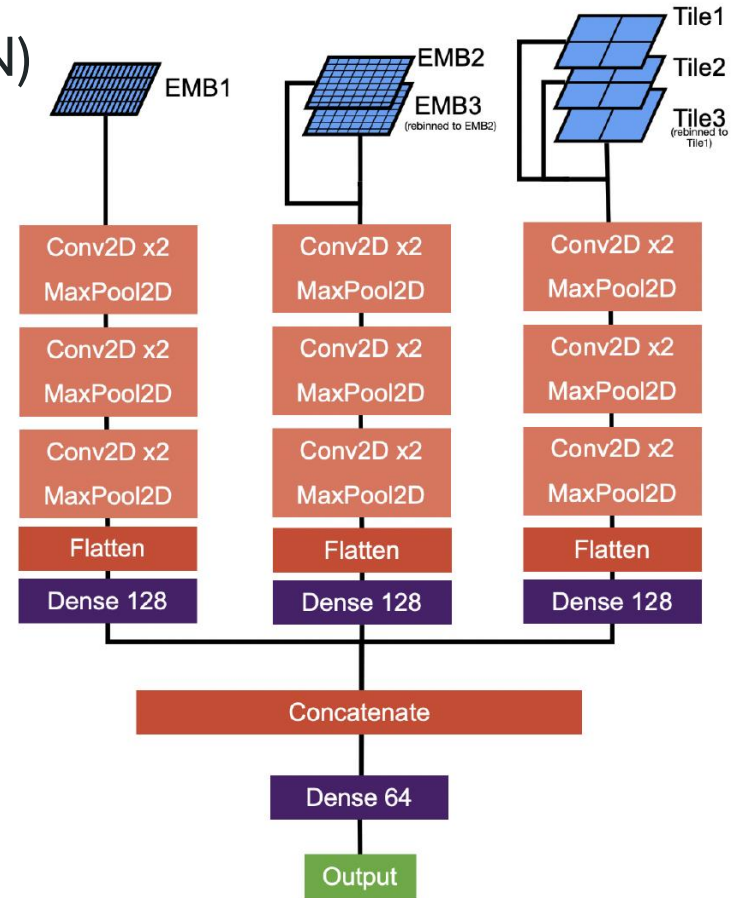 N)
EMB1
EMB2
EMB3
(rebinned to EMB2)
Tile1
Tile2
Tile3
(rebinned to
Tile1)
Conv2D x2
MaxPool2D
Conv2D x2
MaxPool2D
Conv2D x2
MaxPool2D
Flatten
Dense 128
Conv2D x2
MaxPool2D
Conv2D x2
MaxPool2D
Conv2D x2
MaxPool2D
Flatten
Dense 128
Conv2D x2
MaxPool2D
Conv2D x2
MaxPool2D
Conv2D x2
MaxPool2D
Flatten
Dense 128
Concatenate
Dense 64
Output